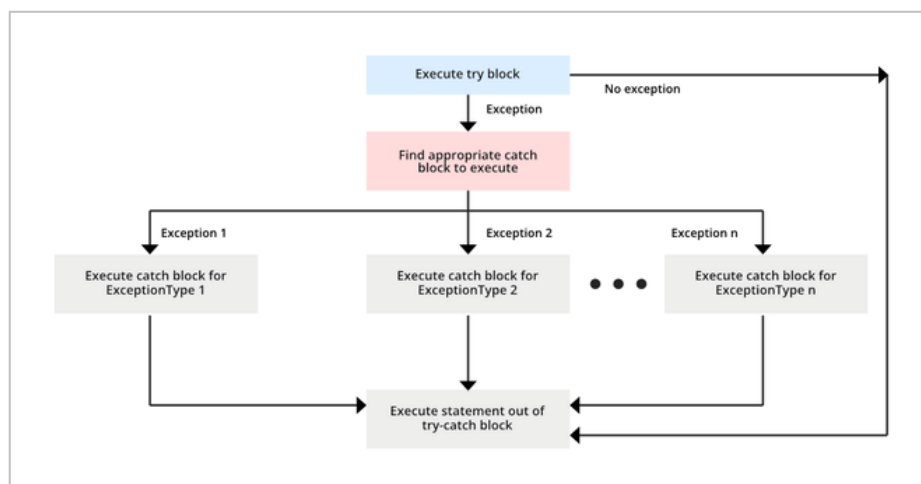 Execute try block
No exception
Exception
Find appropriate catch
block to execute
Exception 1
Exception 2
Exception n
Execute catch block for
ExceptionType 1
Execute catch block for
ExceptionType 2
Execute catch block for
ExceptionType n
Execute statement out of
try-catch block